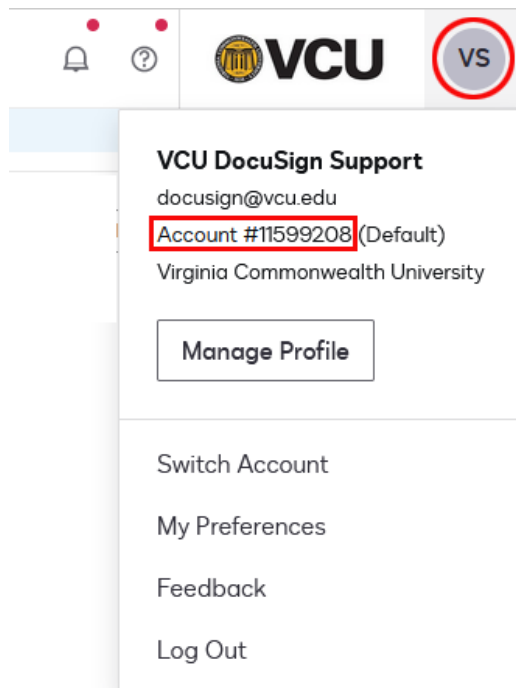 VCU
VS
VCU DocuSign Support
docusign@vcu.edu
Account #11599208 (Default)
Virginia Commonwealth University
Manage Profile
Switch Account
My Preferences
Feedback
Log Out